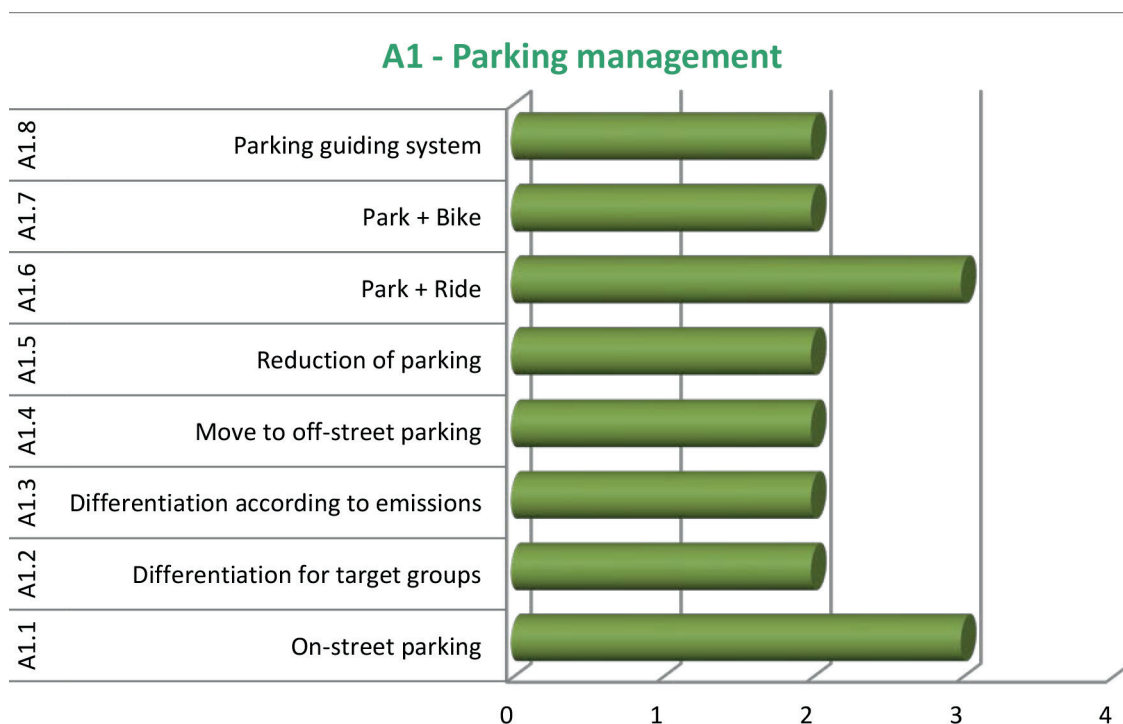 A1 - Parking management
A1.8 Parking guiding system
A1.7 Park + Bike
A1.6 Park + Ride
A1.5 Reduction of parking
A1.4 Move to off-street parking
A1.3 Differentiation according to emissions
A1.2 Differentiation for target groups
A1.1 On-street parking
0 1 2 3 4